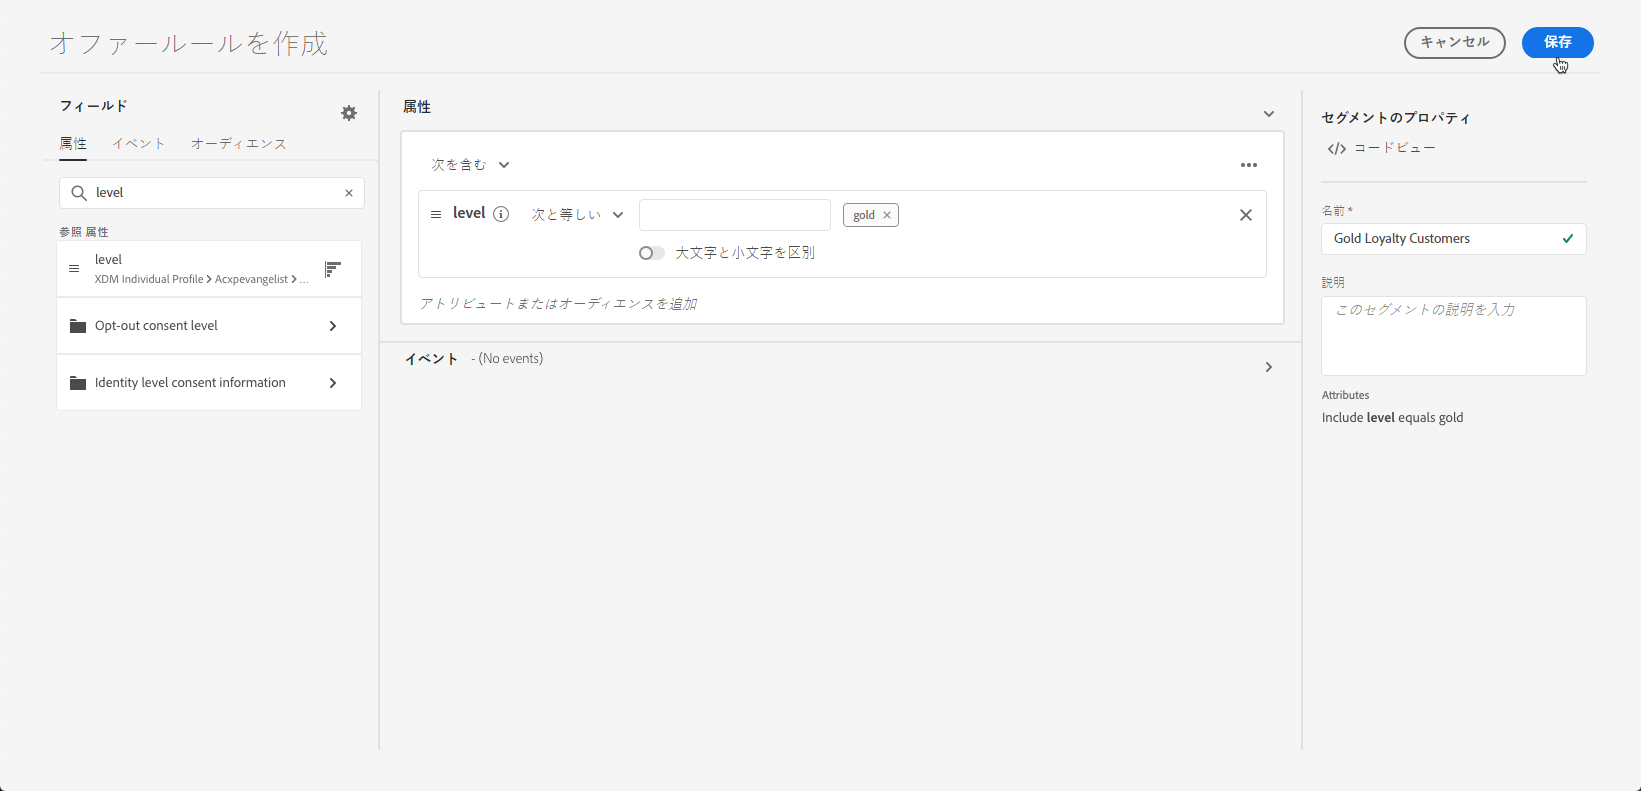 オファールールを作成
キャンセル
保存
フィールド
属性 イベント オーディエンス
level
参照 属性
level
XDM Individual Profile > Acxpevangelist > ...
Opt-out consent level
Identity level consent information
属性
次を含む
level 次と等しい gold
大文字と小文字を区別
アトリビュートまたはオーディエンスを追加
イベント - (No events)
セグメントのプロパティ
</> コードビュー
名前 *
Gold Loyalty Customers
説明
このセグメントの説明を入力
Attributes
Include level equals gold